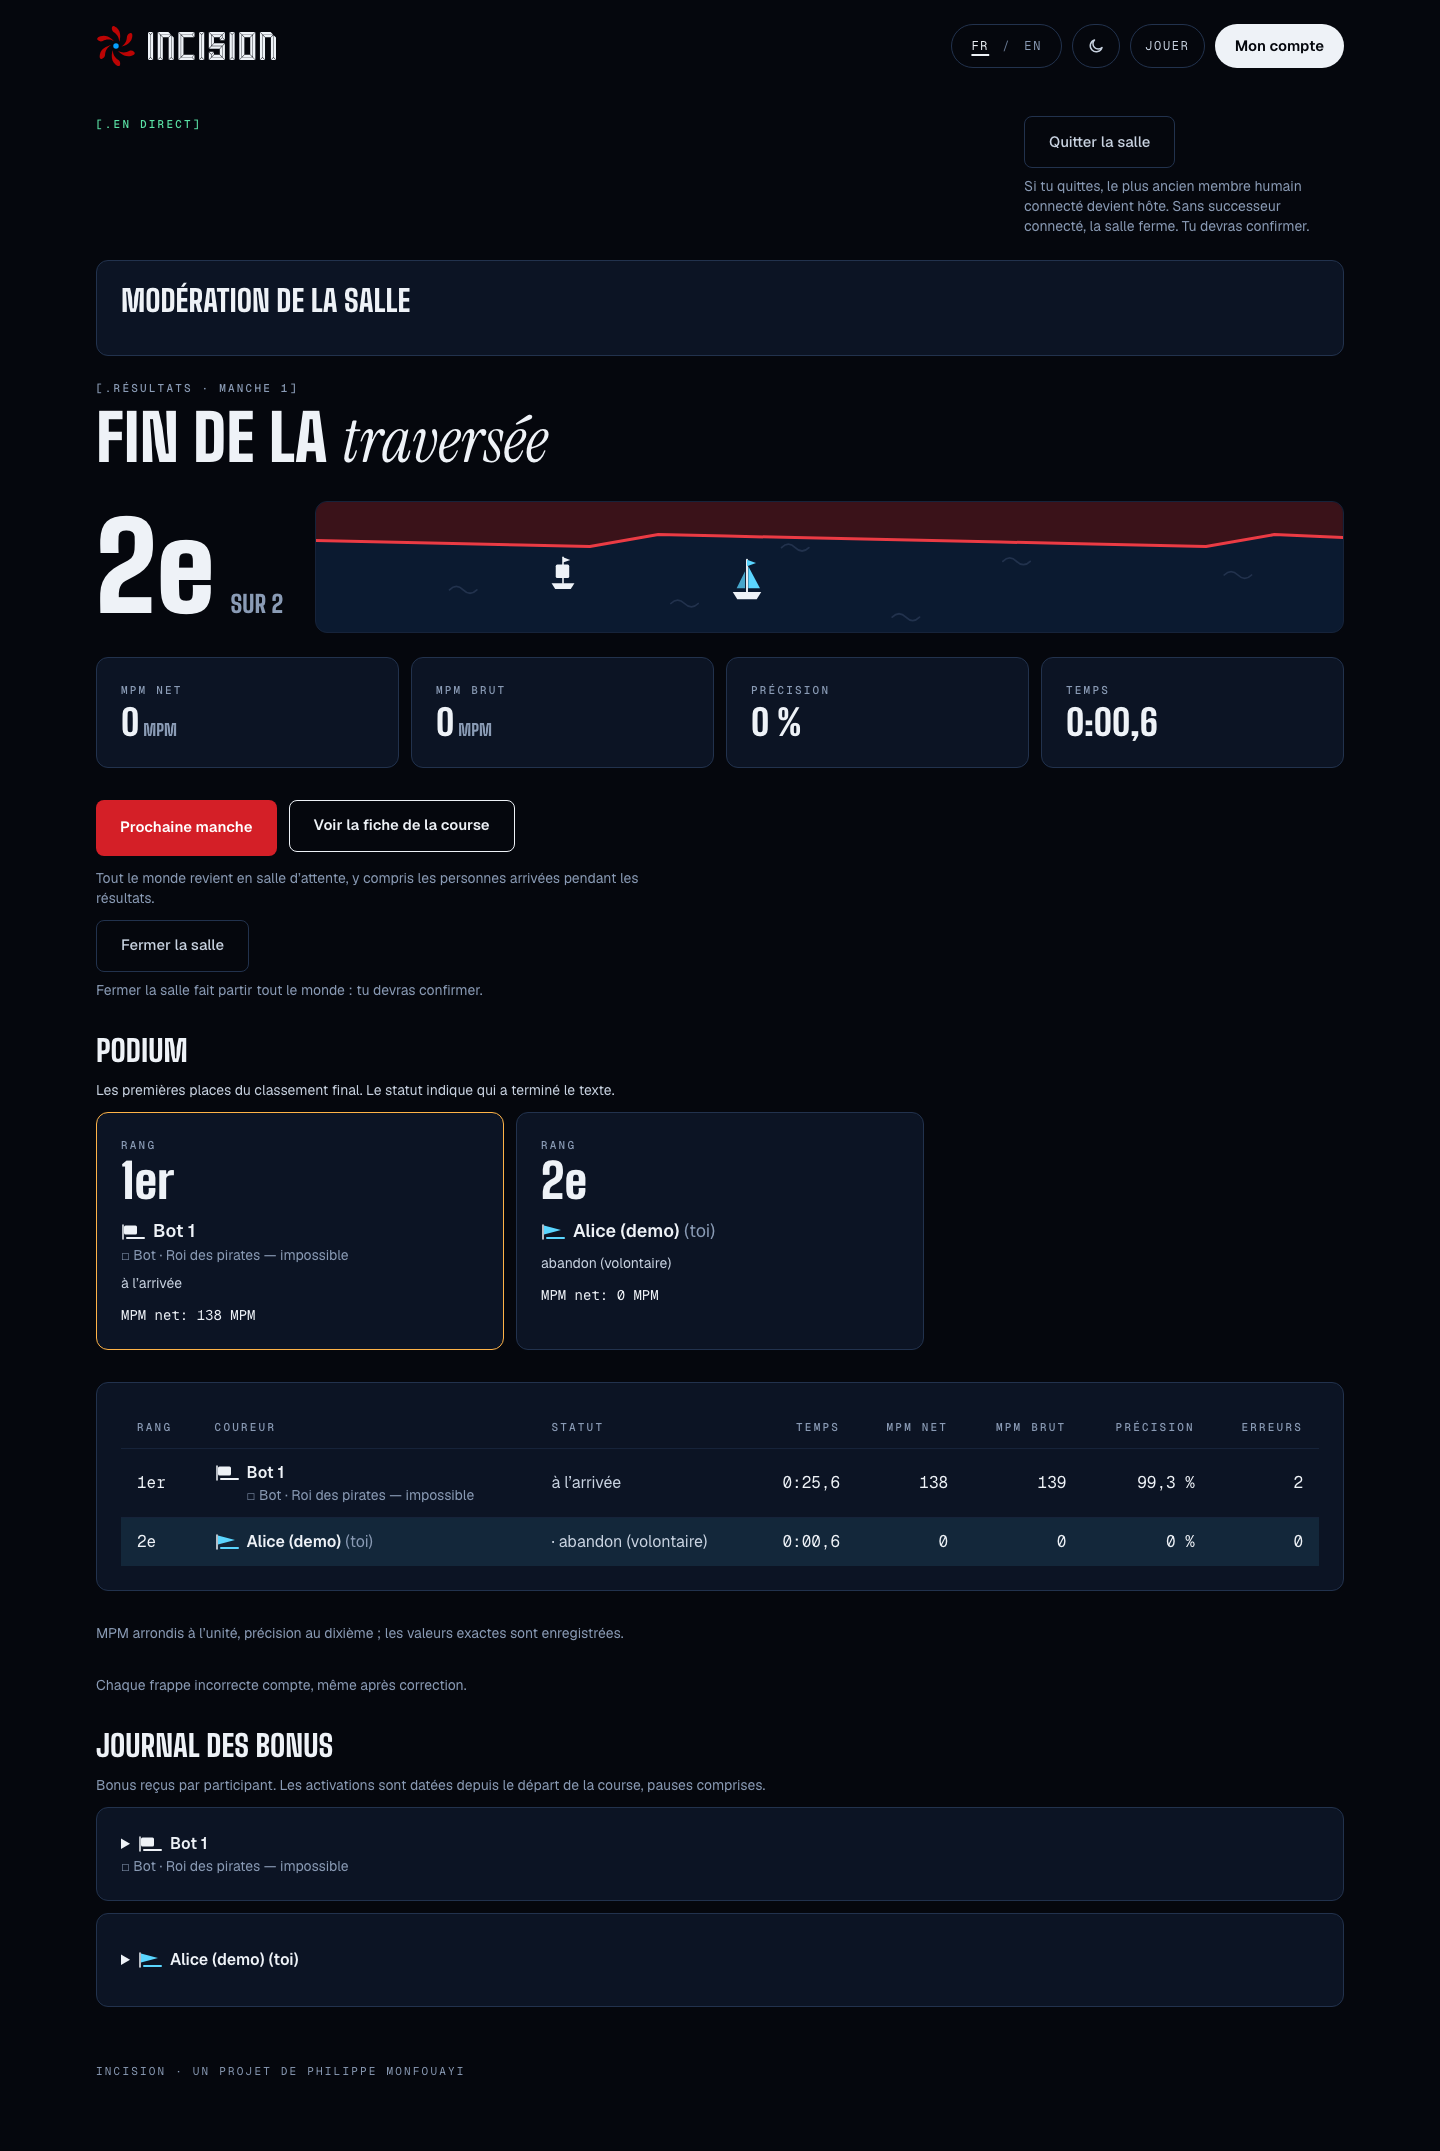 INCISION
FR / EN
JOUER
Mon compte
[.EN DIRECT]
Quitter la salle
Si tu quittes, le plus ancien membre humain
connecté devient hôte. Sans successeur
connecté, la salle ferme. Tu devras confirmer.
MODÉRATION DE LA SALLE
[.RÉSULTATS · MANCHE 1]
FIN DE LA traversée
2e SUR 2
MPM NET
0 MPM
MPM BRUT
0 MPM
PRÉCISION
0 %
TEMPS
0:00,6
Prochaine manche
Voir la fiche de la course
Tout le monde revient en salle d’attente, y compris les personnes arrivées pendant les
résultats.
Fermer la salle
Fermer la salle fait partir tout le monde : tu devras confirmer.
PODIUM
Les premières places du classement final. Le statut indique qui a terminé le texte.
RANG
1er
Bot 1
□ Bot · Roi des pirates — impossible
à l’arrivée
MPM net: 138 MPM
RANG
2e
Alice (demo) (toi)
abandon (volontaire)
MPM net: 0 MPM
RANG COUREUR STATUT TEMPS MPM NET MPM BRUT PRÉCISION ERREURS
1er Bot 1 à l’arrivée 0:25,6 138 139 99,3 % 2
□ Bot · Roi des pirates — impossible
2e Alice (demo) (toi) · abandon (volontaire) 0:00,6 0 0 0 % 0
MPM arrondis à l’unité, précision au dixième ; les valeurs exactes sont enregistrées.
Chaque frappe incorrecte compte, même après correction.
JOURNAL DES BONUS
Bonus reçus par participant. Les activations sont datées depuis le départ de la course, pauses comprises.
Bot 1
□ Bot · Roi des pirates — impossible
Alice (demo) (toi)
INCISION · UN PROJET DE PHILIPPE MONFOUAYI